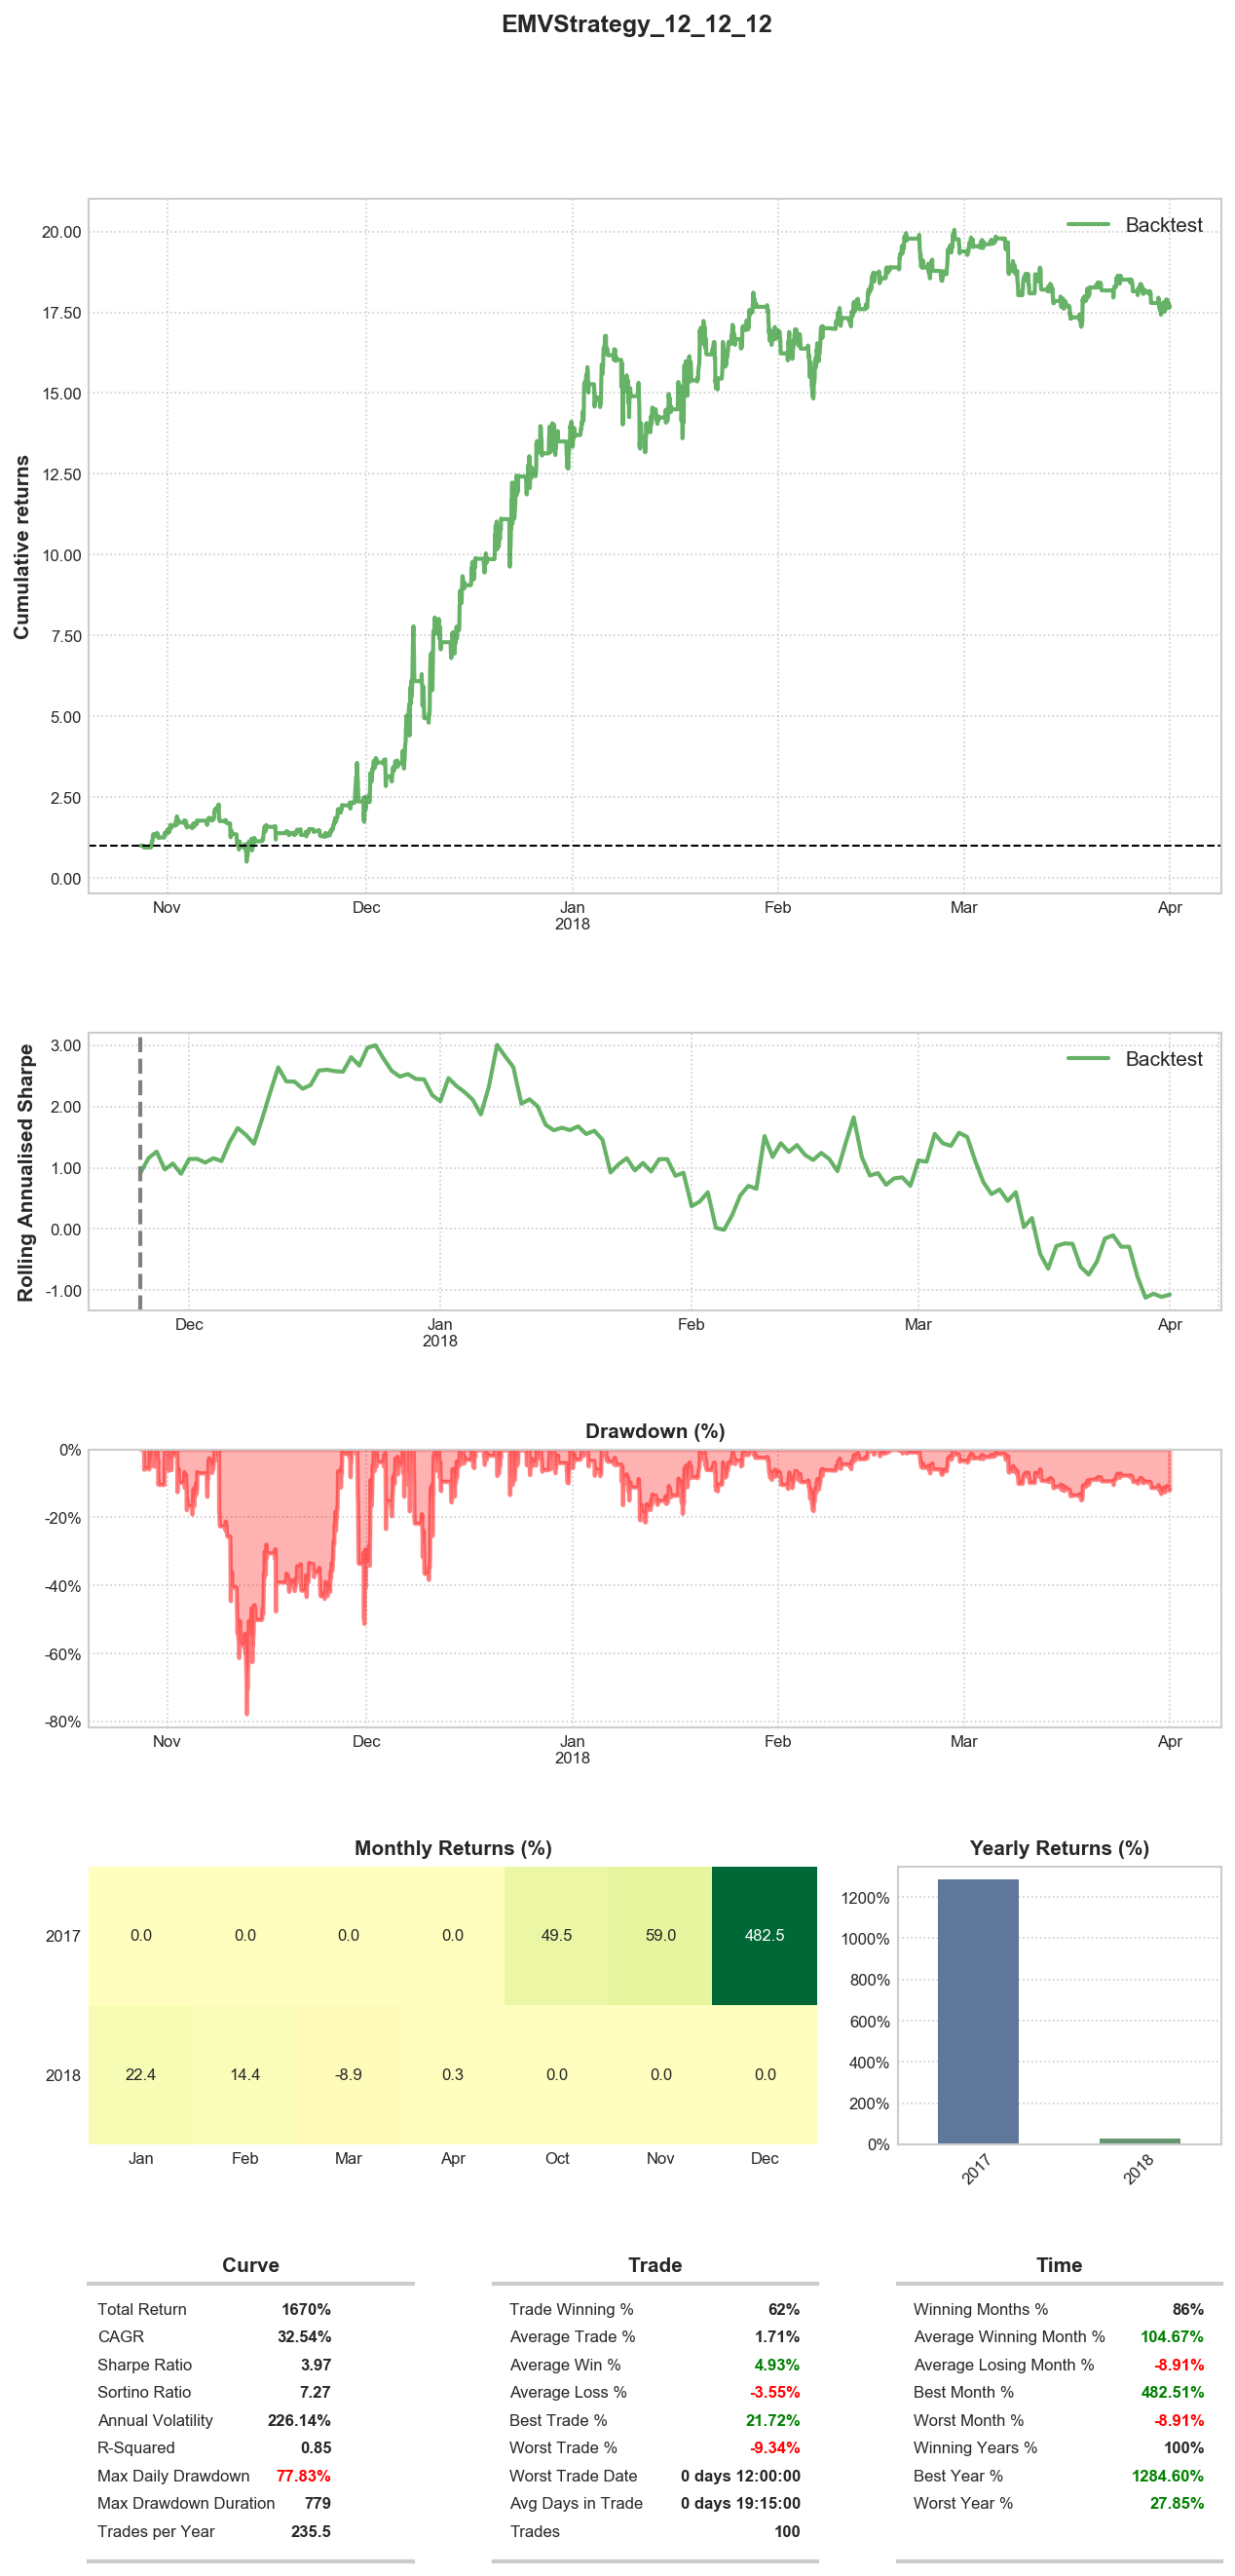 EMVStrategy_12_12_12
Backtest
Cumulative returns
20.00
17.50
15.00
12.50
10.00
7.50
5.00
2.50
0.00
Nov Dec Jan Feb Mar Apr
2018
Backtest
Rolling Annualised Sharpe
3.00
2.00
1.00
0.00
-1.00
Dec Jan Feb Mar Apr
2018
Drawdown (%)
0%
-20%
-40%
-60%
-80%
Nov Dec Jan Feb Mar Apr
2018
Monthly Returns (%)
2017 0.0 0.0 0.0 0.0 49.5 59.0 482.5
2018 22.4 14.4 -8.9 0.3 0.0 0.0 0.0
Jan Feb Mar Apr Oct Nov Dec
Yearly Returns (%)
1200%
1000%
800%
600%
400%
200%
0%
2017 2018
Curve
Total Return 1670%
CAGR 32.54%
Sharpe Ratio 3.97
Sortino Ratio 7.27
Annual Volatility 226.14%
R-Squared 0.85
Max Daily Drawdown 77.83%
Max Drawdown Duration 779
Trades per Year 235.5
Trade
Trade Winning % 62%
Average Trade % 1.71%
Average Win % 4.93%
Average Loss % -3.55%
Best Trade % 21.72%
Worst Trade % -9.34%
Worst Trade Date 0 days 12:00:00
Avg Days in Trade 0 days 19:15:00
Trades 100
Time
Winning Months % 86%
Average Winning Month % 104.67%
Average Losing Month % -8.91%
Best Month % 482.51%
Worst Month % -8.91%
Winning Years % 100%
Best Year % 1284.60%
Worst Year % 27.85%